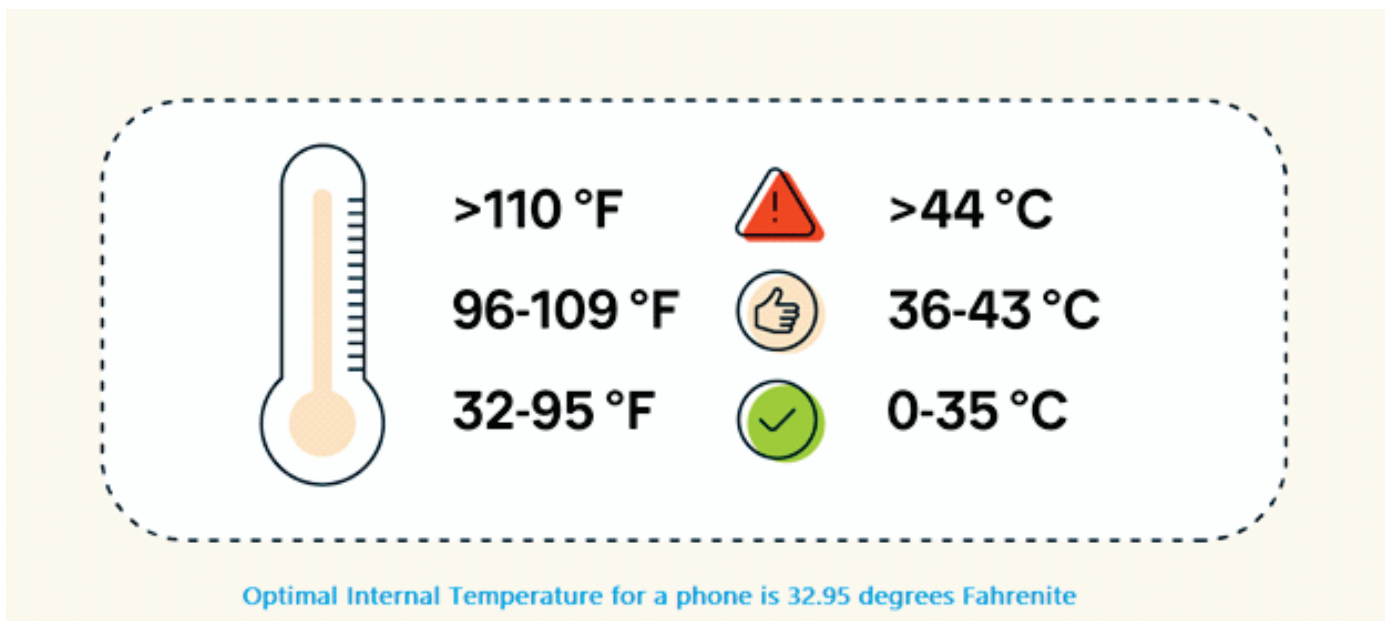 >110 °F >44 °C
96-109 °F 36-43 °C
32-95 °F 0-35 °C
Optimal Internal Temperature for a phone is 32.95 degrees Fahrenite